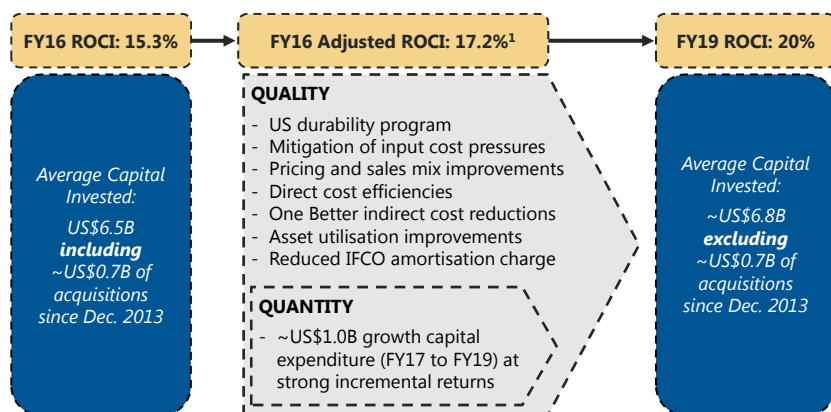 FY16 ROCI: 15.3%
FY16 Adjusted ROCI: 17.2%¹
FY19 ROCI: 20%
Average Capital
Invested:
US$6.5B
including
~US$0.7B of
acquisitions
since Dec. 2013
QUALITY
- US durability program
- Mitigation of input cost pressures
- Pricing and sales mix improvements
- Direct cost efficiencies
- One Better indirect cost reductions
- Asset utilisation improvements
- Reduced IFCO amortisation charge
QUANTITY
- ~US$1.0B growth capital
expenditure (FY17 to FY19) at
strong incremental returns
Average Capital
Invested:
~US$6.8B
excluding
~US$0.7B of
acquisitions
since Dec. 2013